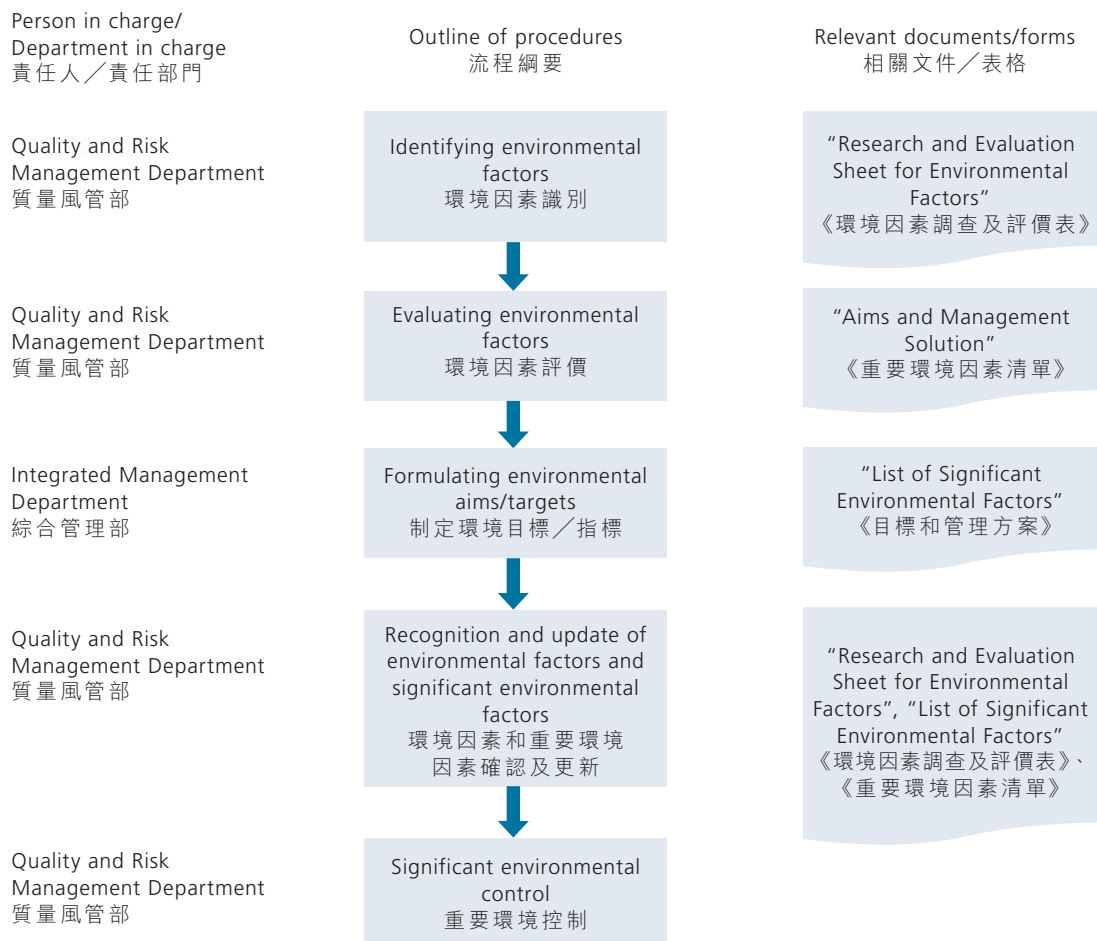 Person in charge/
Department in charge
責任人／責任部門
Outline of procedures
流程綱要
Relevant documents/forms
相關文件／表格
Quality and Risk
Management Department
質量風管部
Identifying environmental
factors
環境因素識別
“Research and Evaluation
Sheet for Environmental
Factors”
《環境因素調查及評價表》
Quality and Risk
Management Department
質量風管部
Evaluating environmental
factors
環境因素評價
“Aims and Management
Solution”
《重要環境因素清單》
Integrated Management
Department
綜合管理部
Formulating environmental
aims/targets
制定環境目標／指標
“List of Significant
Environmental Factors”
《目標和管理方案》
Quality and Risk
Management Department
質量風管部
Recognition and update of
environmental factors and
significant environmental
factors
環境因素和重要環境
因素確認及更新
“Research and Evaluation
Sheet for Environmental
Factors”, “List of Significant
Environmental Factors”
《環境因素調查及評價表》、
《重要環境因素清單》
Quality and Risk
Management Department
質量風管部
Significant environmental
control
重要環境控制